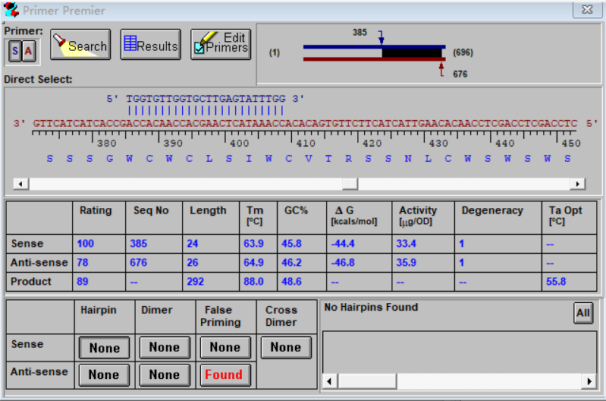 Primer Premier
Primer:
S A Search Results Edit Primers
385
(1) (696)
676
Direct Select:
5' TGGTGTTGGTGCTTGAGTATTTGG 3'
3' GTTCATCATCACCGACCACAACCACGAACTCATAAACCACACAGTGTTCTTCATCATTGAACACAACCTCGACCTCGACCTC 5'
380 390 400 410 420 430 440 450
S S S G W C W C L S I W C V T R S S N L C W S W S W S
Rating Seq No Length Tm [ºC] GC% Δ G [kcals/mol] Activity [µg/OD] Degeneracy Ta Opt [ºC]
Sense 100 385 24 63.9 45.8 -44.4 33.4 1 --
Anti-sense 78 676 26 64.9 46.2 -46.8 35.9 1 --
Product 89 -- 292 88.0 48.6 -- -- -- 55.8
Hairpin Dimer False Priming Cross Dimer
Sense None None None None
Anti-sense None None Found
No Hairpins Found All